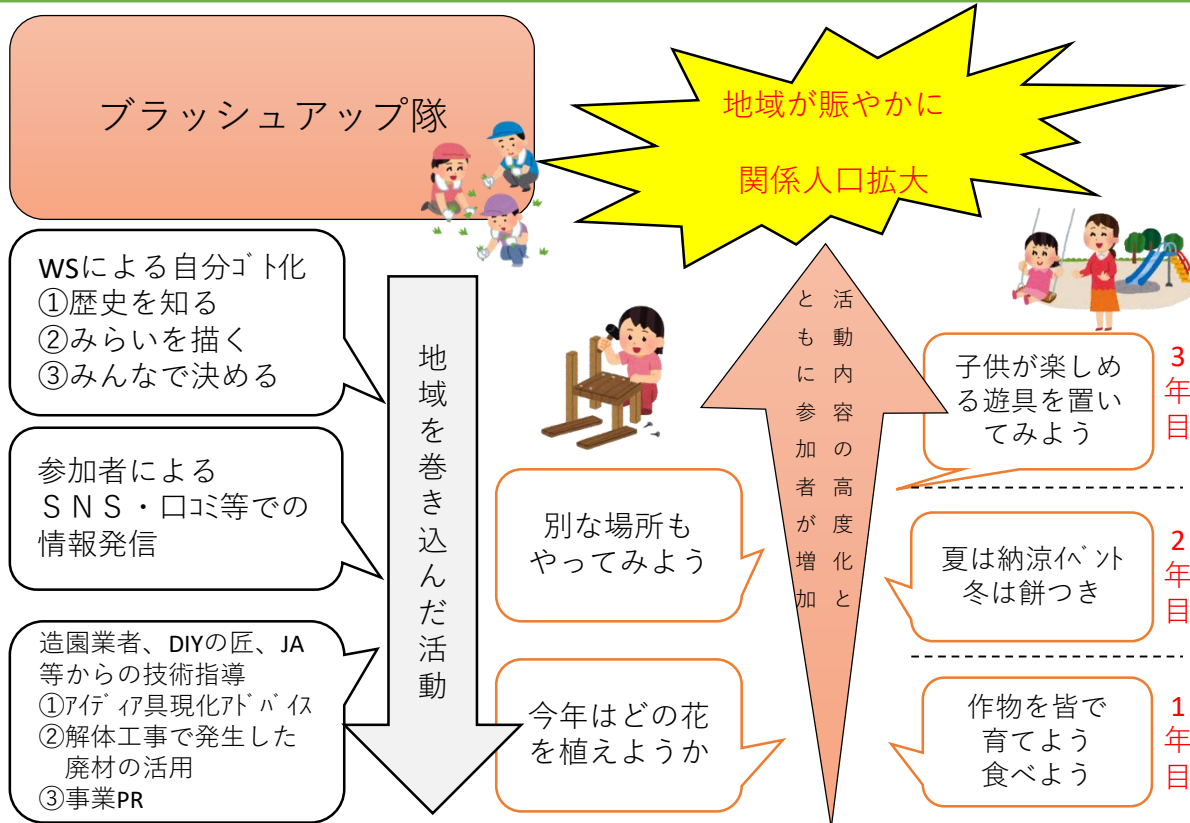 ブラッシュアップ隊
地域が賑やかに
関係人口拡大
WSによる自分ｺﾞﾄ化
①歴史を知る
②みらいを描く
③みんなで決める
参加者による
ＳＮＳ・口ｺﾐ等での
情報発信
造園業者、DIYの匠、JA
等からの技術指導
①ｱｲﾃﾞｨｱ具現化ｱﾄﾞﾊﾞｲｽ
②解体工事で発生した
廃材の活用
③事業PR
地域を巻き込んだ活動
別な場所も
やってみよう
今年はどの花
を植えようか
活動内容の高度化と
ともに参加者が増加
子供が楽しめ
る遊具を置い
てみよう
3年目
夏は納涼ｲﾍﾞﾝﾄ
冬は餅つき
2年目
作物を皆で
育てよう
食べよう
1年目